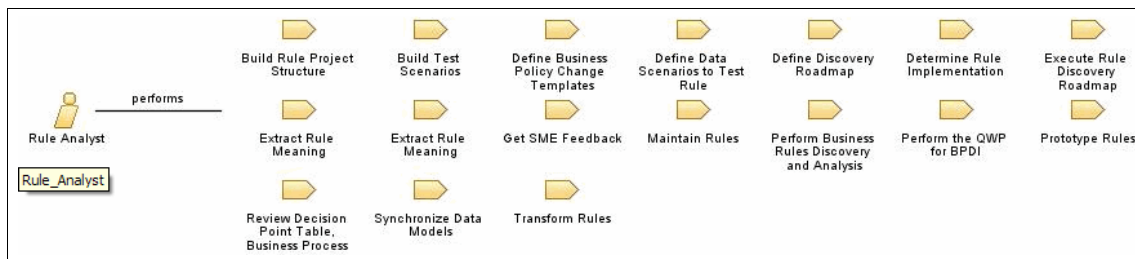 performs
Rule Analyst
Rule_Analyst
Build Rule Project
Structure
Build Test
Scenarios
Define Business
Policy Change
Templates
Define Data
Scenarios to Test
Rule
Define Discovery
Roadmap
Determine Rule
Implementation
Execute Rule
Discovery
Roadmap
Extract Rule
Meaning
Extract Rule
Meaning
Get SME Feedback
Maintain Rules
Perform Business
Rules Discovery
and Analysis
Perform the QWP
for BPDI
Prototype Rules
Review Decision
Point Table,
Business Process
Synchronize Data
Models
Transform Rules